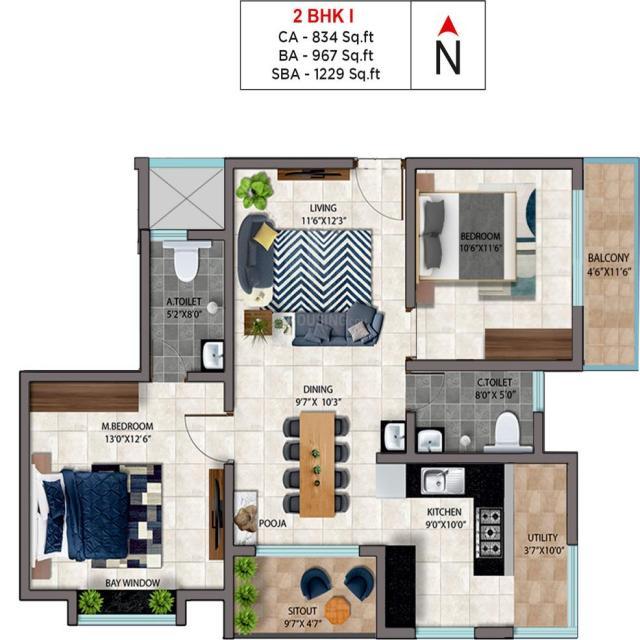 2 BHK I
CA - 834 Sq.ft
BA - 967 Sq.ft
SBA - 1229 Sq.ft
N
LIVING
11'6"X12'3"
BEDROOM
10'6"X11'6"
BALCONY
4'6"X11'6"
A.TOILET
5'2"X8'0"
HOUSING
DINING
9'7"X 10'3"
C.TOILET
8'0"X 5'0"
M.BEDROOM
13'0"X12'6"
KITCHEN
9'0"X10'0"
POOJA
UTILITY
3'7"X10'0"
BAY WINDOW
SITOUT
9'7"X 4'7"